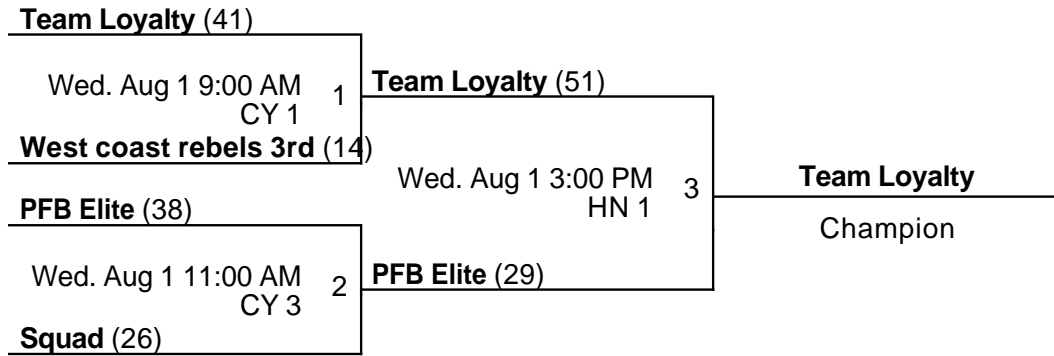 Team Loyalty (41)
Wed. Aug 1 9:00 AM
CY 1
1
West coast rebels 3rd (14)
Team Loyalty (51)
PFB Elite (38)
Wed. Aug 1 11:00 AM
CY 3
2
Squad (26)
Wed. Aug 1 3:00 PM
HN 1
3
PFB Elite (29)
Team Loyalty
Champion